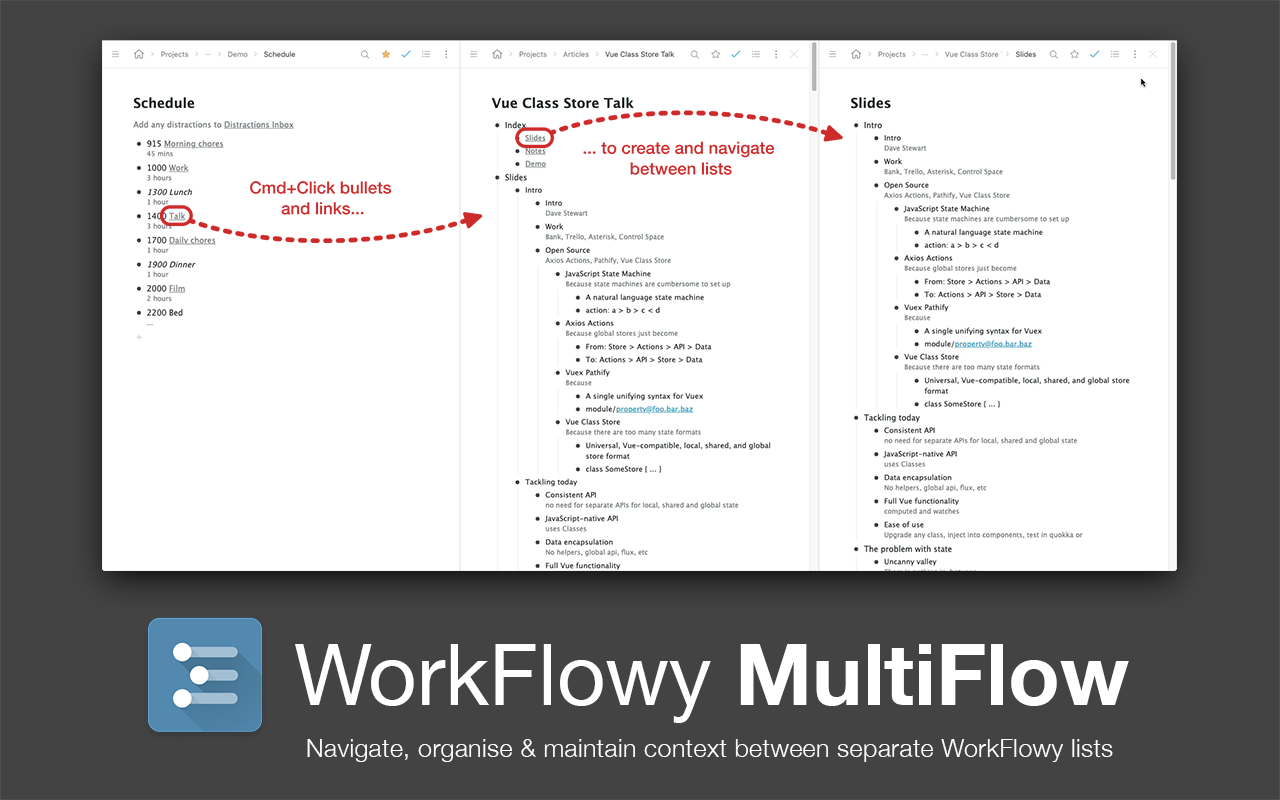 Projects > ··· > Demo > Schedule
Schedule
Add any distractions to Distractions Inbox
915 Morning chores
45 mins
1000 Work
3 hours
1300 Lunch
1 hour
1400 Talk
3 hours
1700 Daily chores
1 hour
1900 Dinner
1 hour
2000 Film
2 hours
2200 Bed
...
+
Cmd+Click bullets
and links...
Projects > Articles > Vue Class Store Talk
Vue Class Store Talk
Index
Slides
Notes
Demo
Slides
Intro
Intro
Dave Stewart
Work
Bank, Trello, Asterisk, Control Space
Open Source
Axios Actions, Pathify, Vue Class Store
JavaScript State Machine
Because state machines are cumbersome to set up
A natural language state machine
action: a > b > c < d
Axios Actions
Because global stores just become
From: Store > Actions > API > Data
To: Actions > API > Store > Data
Vuex Pathify
Because
A single unifying syntax for Vuex
module/property@foo.bar.baz
Vue Class Store
Because there are too many state formats
Universal, Vue-compatible, local, shared, and global
store format
class SomeStore { ... }
Tackling today
Consistent API
no need for separate APIs for local, shared and global state
JavaScript-native API
uses Classes
Data encapsulation
No helpers, global api, flux, etc
Full Vue functionality
... to create and navigate
between lists
Projects > ··· > Vue Class Store > Slides
Slides
Intro
Intro
Dave Stewart
Work
Bank, Trello, Asterisk, Control Space
Open Source
Axios Actions, Pathify, Vue Class Store
JavaScript State Machine
Because state machines are cumbersome to set up
A natural language state machine
action: a > b > c < d
Axios Actions
Because global stores just become
From: Store > Actions > API > Data
To: Actions > API > Store > Data
Vuex Pathify
Because
A single unifying syntax for Vuex
module/property@foo.bar.baz
Vue Class Store
Because there are too many state formats
Universal, Vue-compatible, local, shared, and global store
format
class SomeStore { ... }
Tackling today
Consistent API
no need for separate APIs for local, shared and global state
JavaScript-native API
uses Classes
Data encapsulation
No helpers, global api, flux, etc
Full Vue functionality
computed and watches
Ease of use
Upgrade any class, inject into components, test in quokka or
The problem with state
Uncanny valley
WorkFlowy MultiFlow
Navigate, organise & maintain context between separate WorkFlowy lists